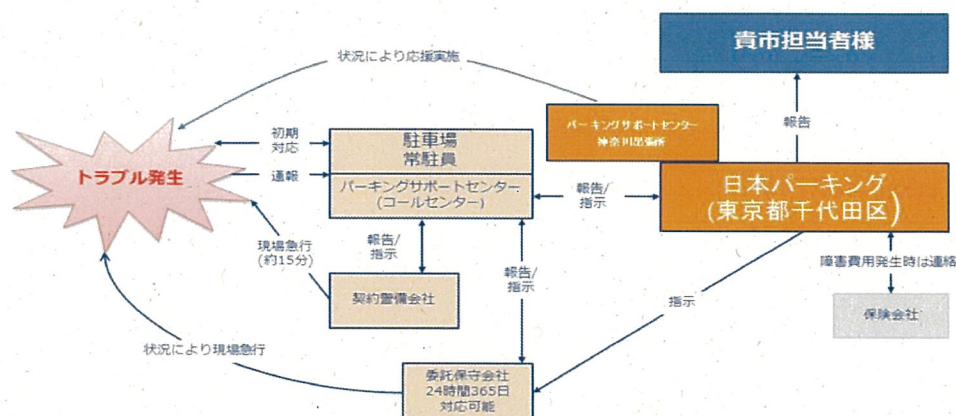 貴市担当者様
状況により応援実施
報告
パーキングサポートセンター
神奈川出張所
初期
対応
駐車場
常駐員
トラブル発生
通報
パーキングサポートセンター
(コールセンター)
報告/
指示
日本パーキング
(東京都千代田区)
現場急行
(約15分)
報告/
指示
報告/
指示
障害費用発生時は連絡
契約警備会社
指示
保険会社
状況により現場急行
委託保守会社
24時間365日
対応可能